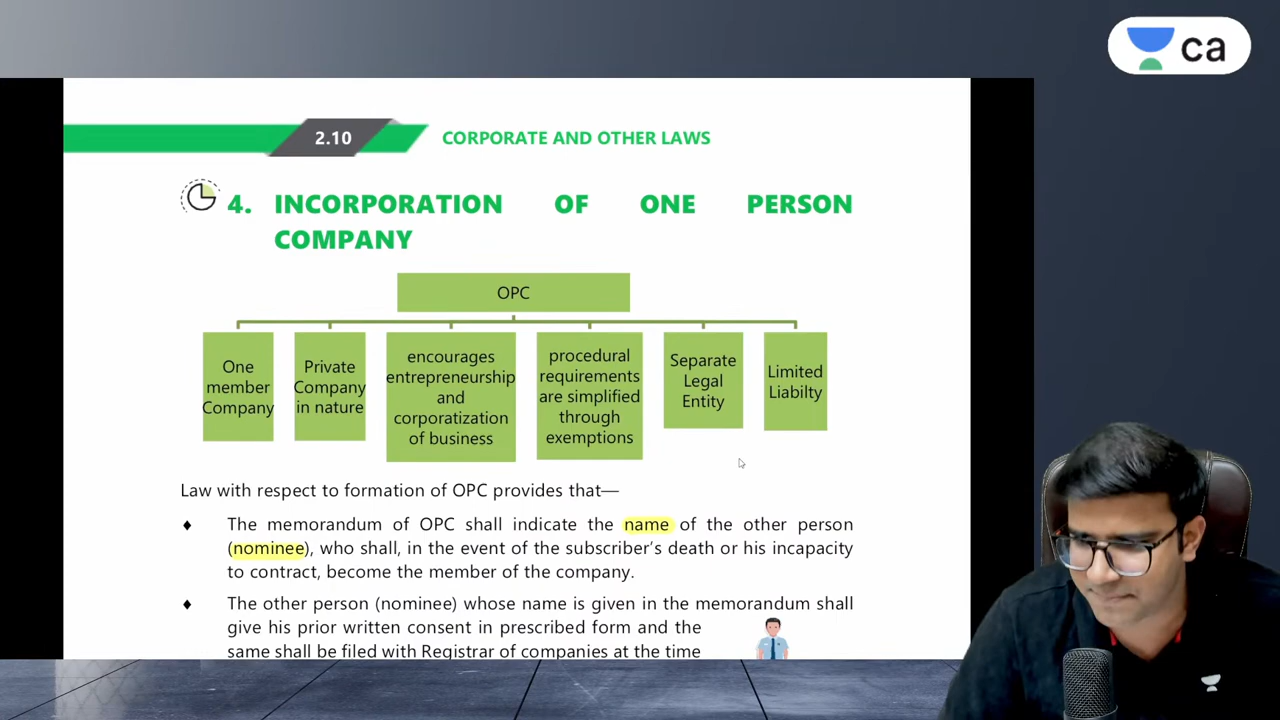 ca
2.10 CORPORATE AND OTHER LAWS
4. INCORPORATION OF ONE PERSON
COMPANY
OPC
One
member
Company
Private
Company
in nature
encourages
entrepreneurship
and
corporatization
of business
procedural
requirements
are simplified
through
exemptions
Separate
Legal
Entity
Limited
Liabilty
Law with respect to formation of OPC provides that—
♦ The memorandum of OPC shall indicate the name of the other person
(nominee), who shall, in the event of the subscriber's death or his incapacity
to contract, become the member of the company.
♦ The other person (nominee) whose name is given in the memorandum shall
give his prior written consent in prescribed form and the
same shall be filed with Registrar of companies at the time